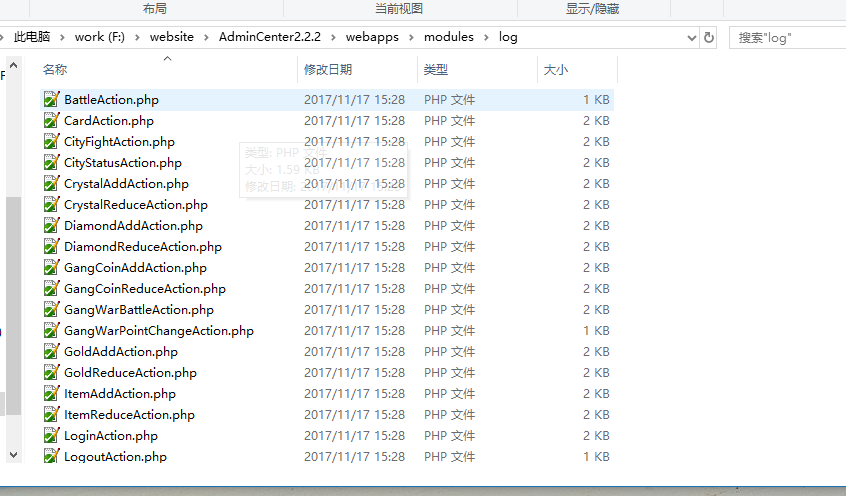 布局 当前视图 显示/隐藏
此电脑 > work (F:) > website > AdminCenter2.2.2 > webapps > modules > log 搜索"log"
名称 修改日期 类型 大小
BattleAction.php 2017/11/17 15:28 PHP 文件 1 KB
CardAction.php 2017/11/17 15:28 PHP 文件 2 KB
CityFightAction.php 2017/11/17 15:28 PHP 文件 2 KB
类型: PHP 文件
CityStatusAction.php 2017/11/17 15:28 PHP 文件 2 KB
大小: 1.59 KB
CrystalAddAction.php 2017/11/17 15:28 PHP 文件 2 KB
修改日期: 2017/11/17 15:28
CrystalReduceAction.php 2017/11/17 15:28 PHP 文件 2 KB
DiamondAddAction.php 2017/11/17 15:28 PHP 文件 2 KB
DiamondReduceAction.php 2017/11/17 15:28 PHP 文件 2 KB
GangCoinAddAction.php 2017/11/17 15:28 PHP 文件 2 KB
GangCoinReduceAction.php 2017/11/17 15:28 PHP 文件 2 KB
GangWarBattleAction.php 2017/11/17 15:28 PHP 文件 2 KB
GangWarPointChangeAction.php 2017/11/17 15:28 PHP 文件 1 KB
GoldAddAction.php 2017/11/17 15:28 PHP 文件 2 KB
GoldReduceAction.php 2017/11/17 15:28 PHP 文件 2 KB
ItemAddAction.php 2017/11/17 15:28 PHP 文件 2 KB
ItemReduceAction.php 2017/11/17 15:28 PHP 文件 2 KB
LoginAction.php 2017/11/17 15:28 PHP 文件 2 KB
LogoutAction.php 2017/11/17 15:28 PHP 文件 1 KB